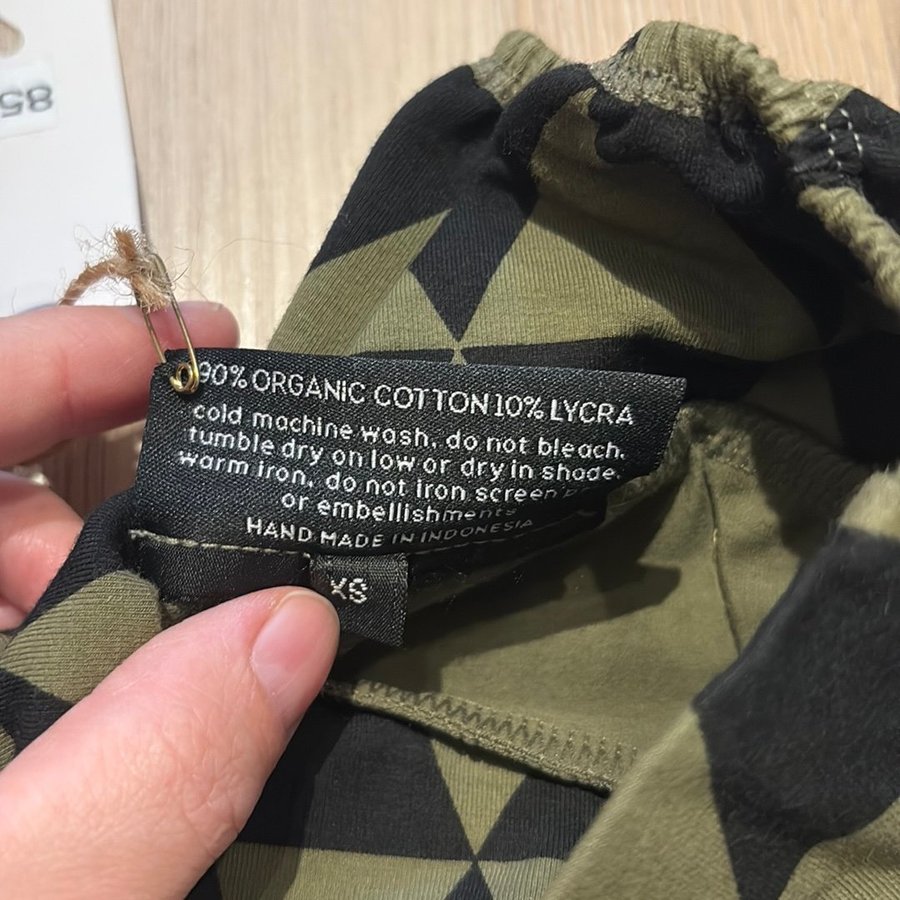 85
90% ORGANIC COTTON 10% LYCRA
cold machine wash, do not bleach.
tumble dry on low or dry in shade.
warm iron, do not iron screen
or embellishments
HAND MADE IN INDONESIA
XS